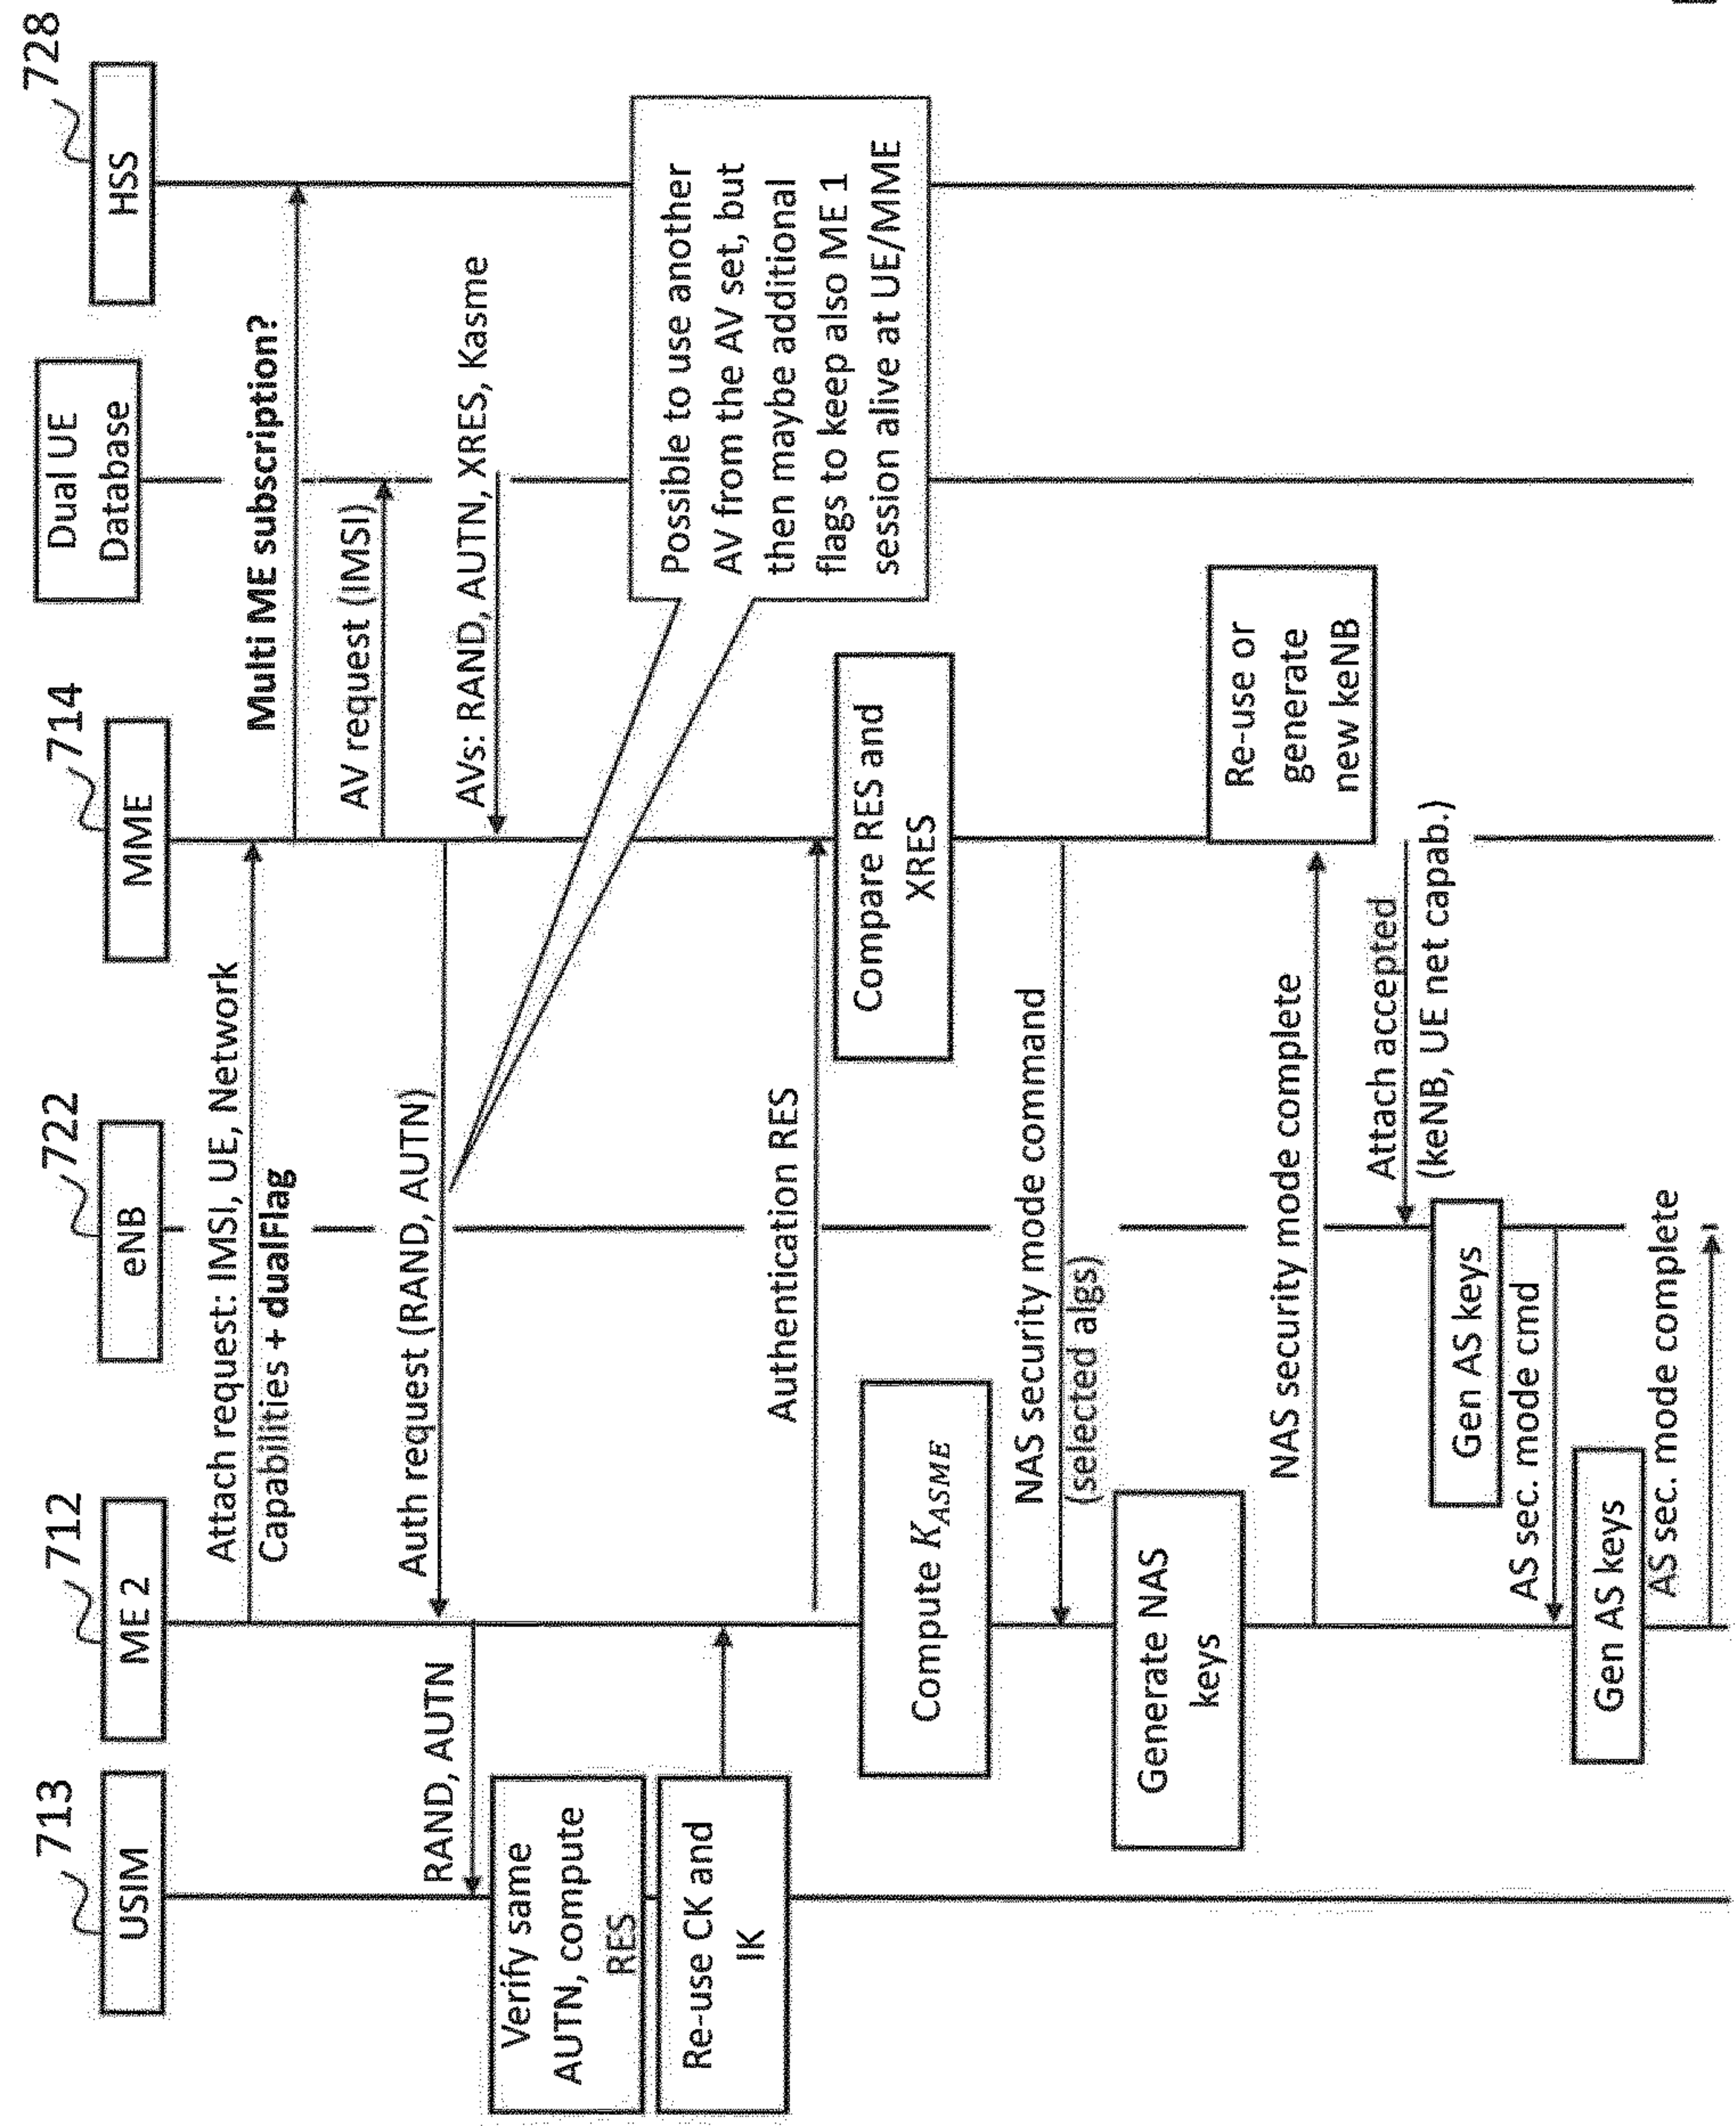 713
USIM
712
ME 2
722
eNB
714
MME
Dual UE
Database
728
HSS
Attach request: IMSI, UE, Network
Capabilities + dualFlag
Multi ME subscription?
AV request (IMSI)
Auth request (RAND, AUTN)
AVs: RAND, AUTN, XRES, Kasme
RAND, AUTN
Verify same
AUTN, compute
RES
Possible to use another
AV from the AV set, but
then maybe additional
flags to keep also ME 1
session alive at UE/MME
Re-use CK and
IK
Authentication RES
Compute K_ASME
Compare RES and
XRES
NAS security mode command
(selected algs)
Generate NAS
keys
Re-use or
generate
new keNB
NAS security mode complete
Attach accepted
(keNB, UE net capab.)
Gen AS keys
AS sec. mode cmd
Gen AS keys
AS sec. mode complete